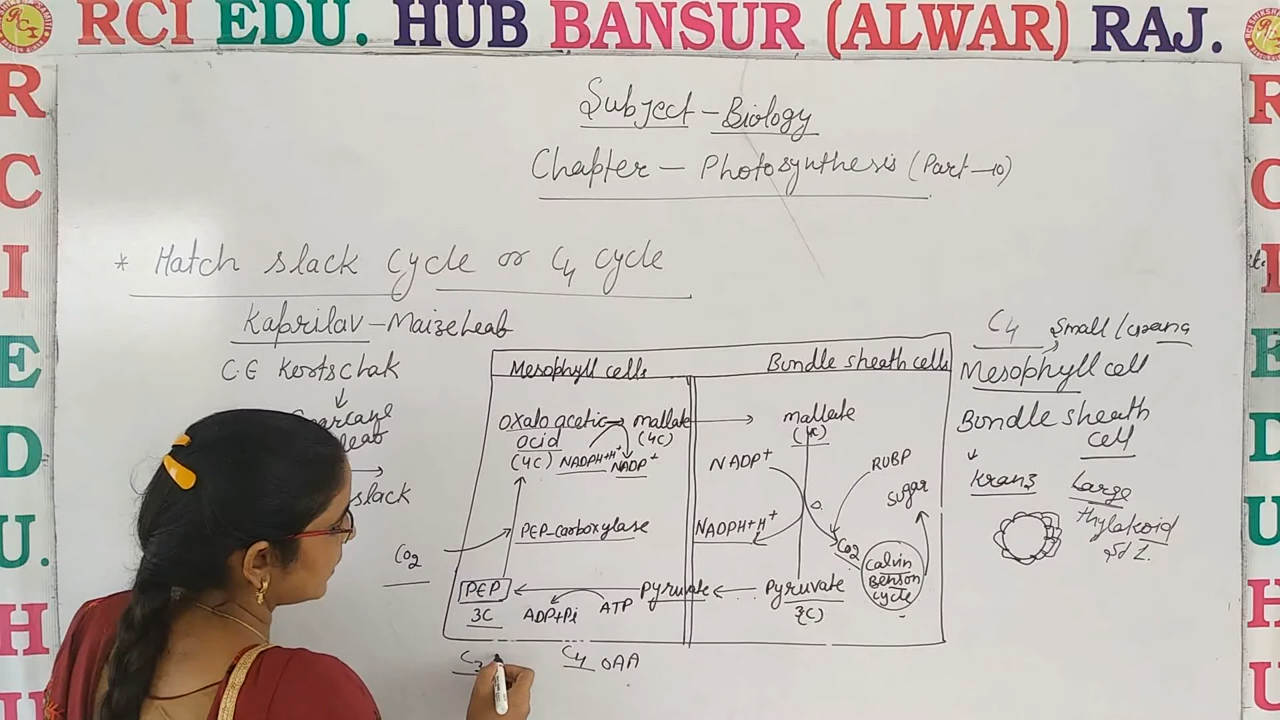 RCI EDU. HUB BANSUR (ALWAR) RAJ.
R
C
I
E
D
U.
H
Subject - Biology
Chapter - Photosynthesis (Part-10)
* Hatch slack cycle or C4 cycle
Kaprilav - Maize
C.E Kerotschak
slack
CO2
Mesophyll cells
Bundle sheath cells
oxalo acetic acid
(4C)
mallate
(4C)
NADPH+H+
NADP+
PEP-carboxylase
PEP
3C
ADP+Pi
ATP
Pyruvate
mallate
(4C)
NADP+
NADPH+H+
CO2
RUBP
sugar
Calvin
Benson
cycle
Pyruvate
(3C)
C3
C4 OAA
C4
Mesophyll cell
Bundle sheath
cell
Kranz
Large
Thylakoid
R
C
I
E
D
U.
H